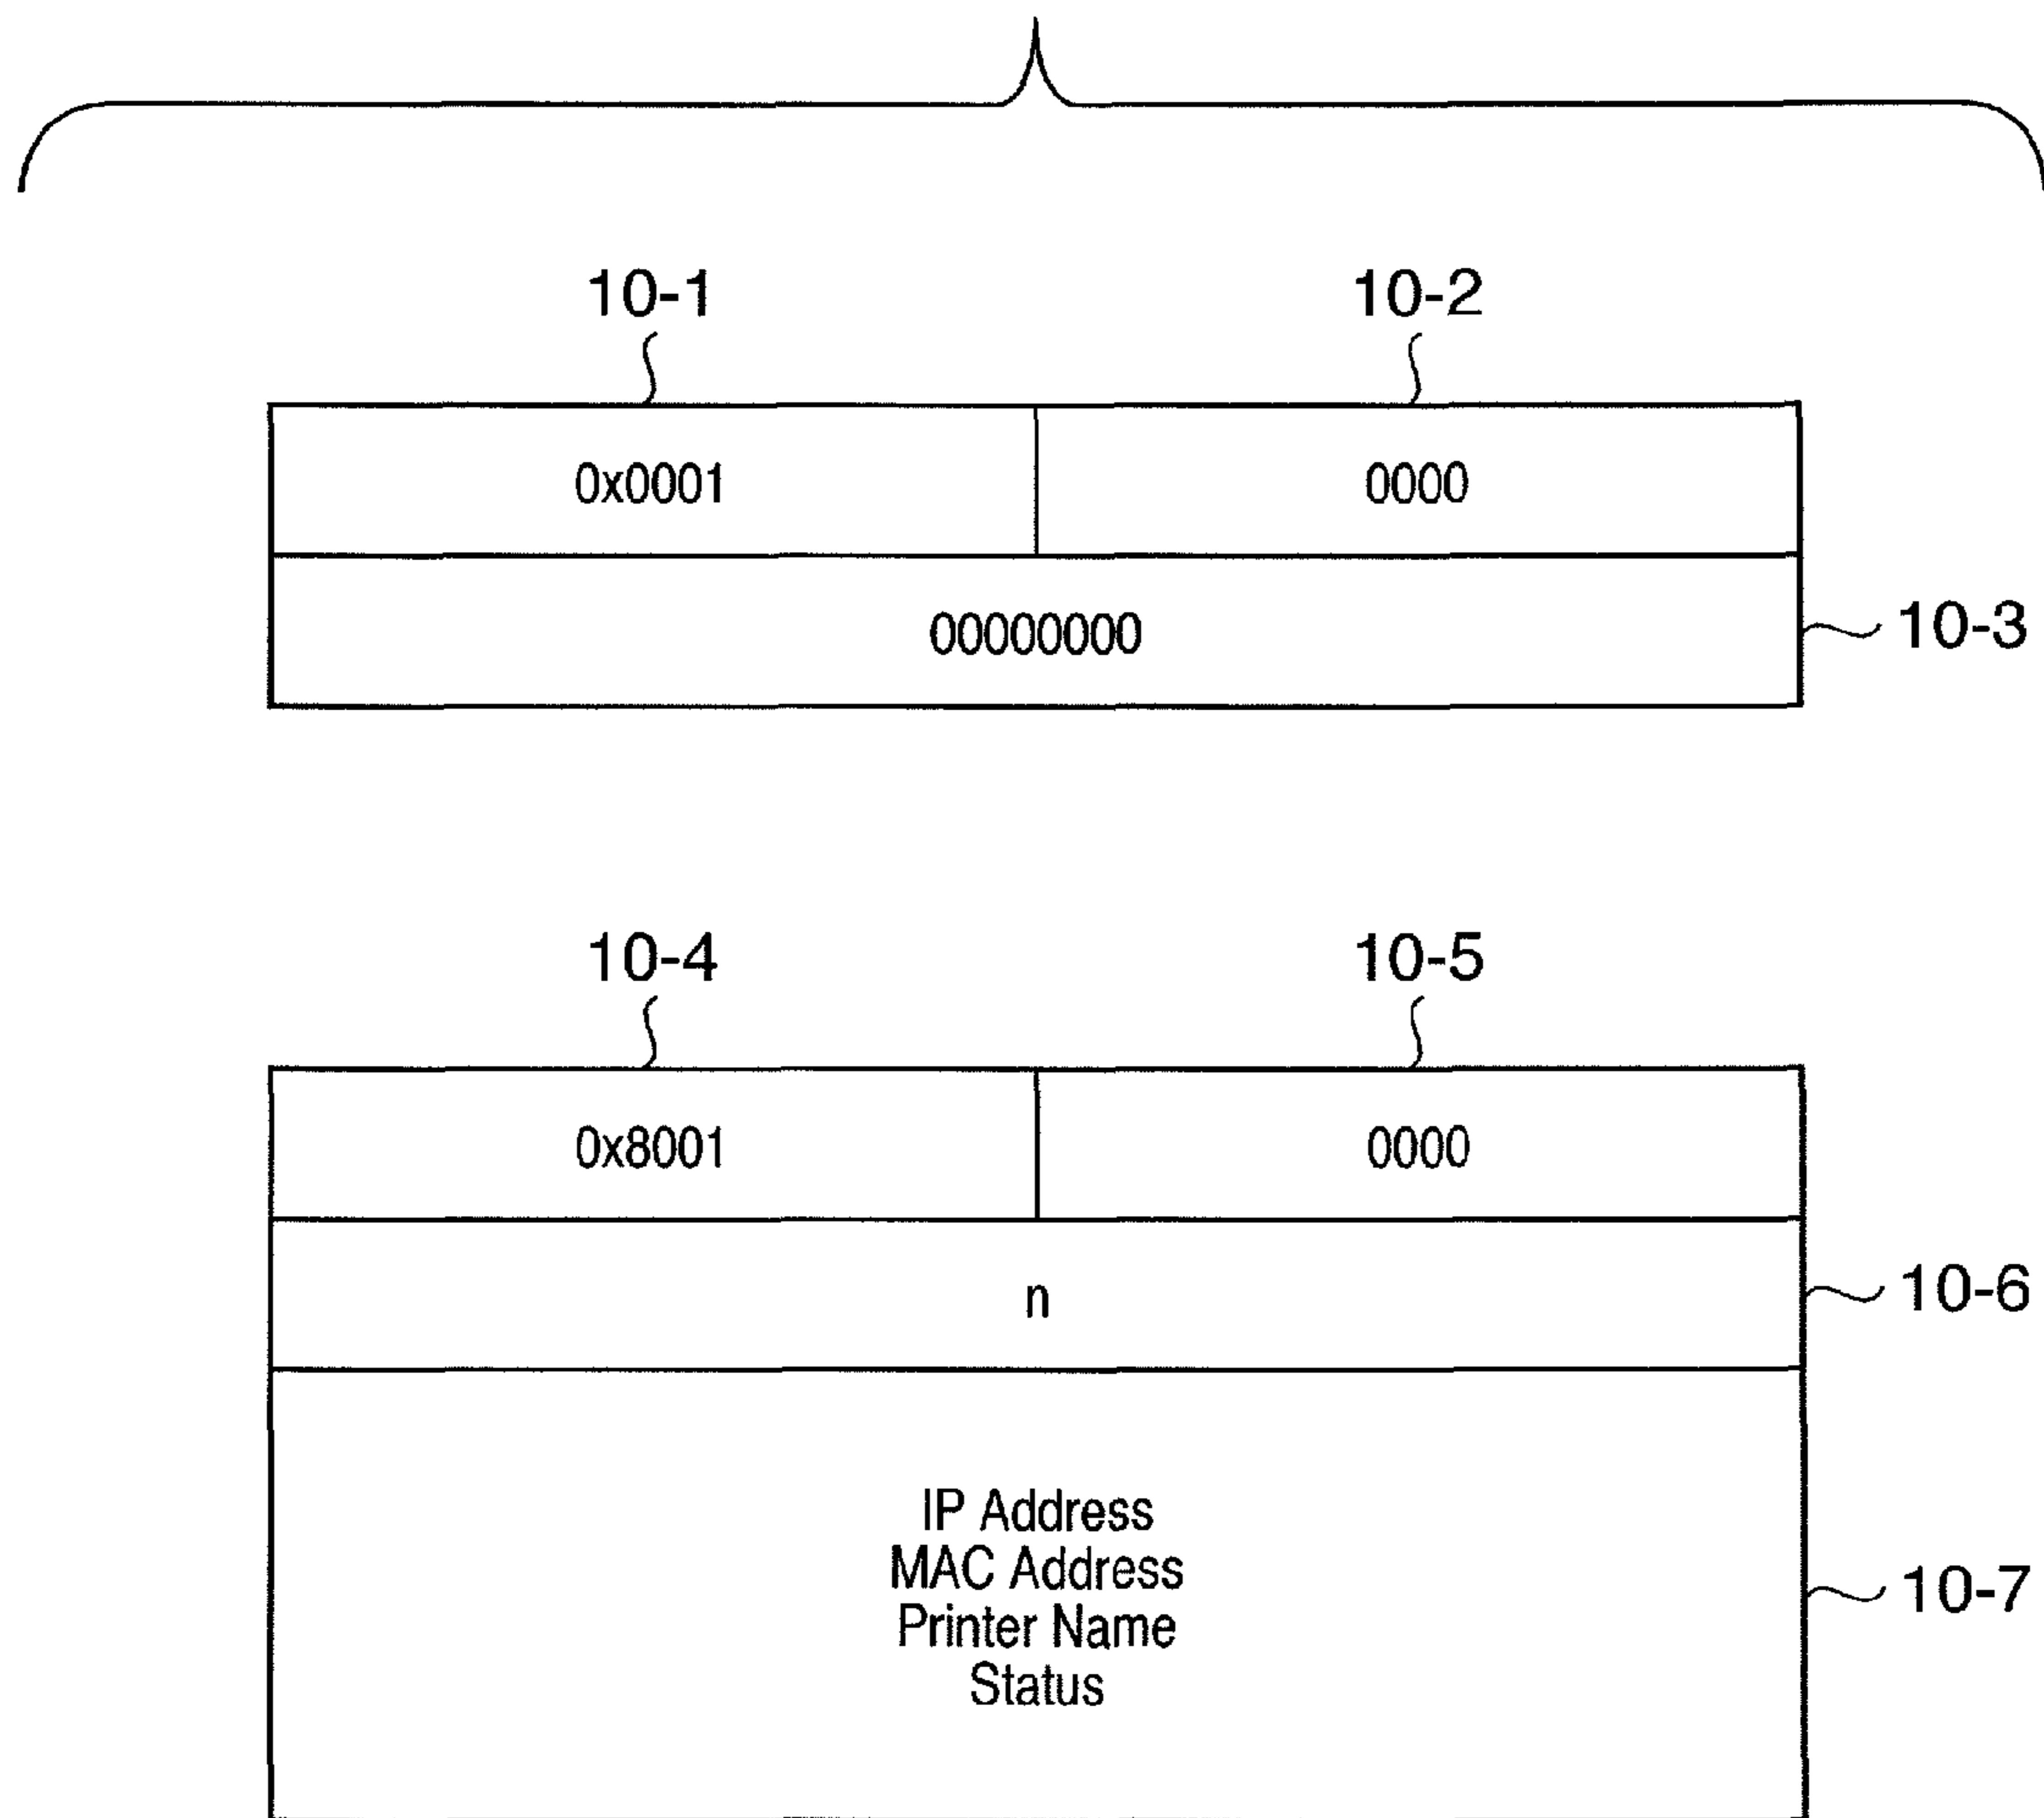 10-1 10-2
0x0001 0000
00000000 10-3
10-4 10-5
0x8001 0000
n 10-6
IP Address
MAC Address
Printer Name 10-7
Status